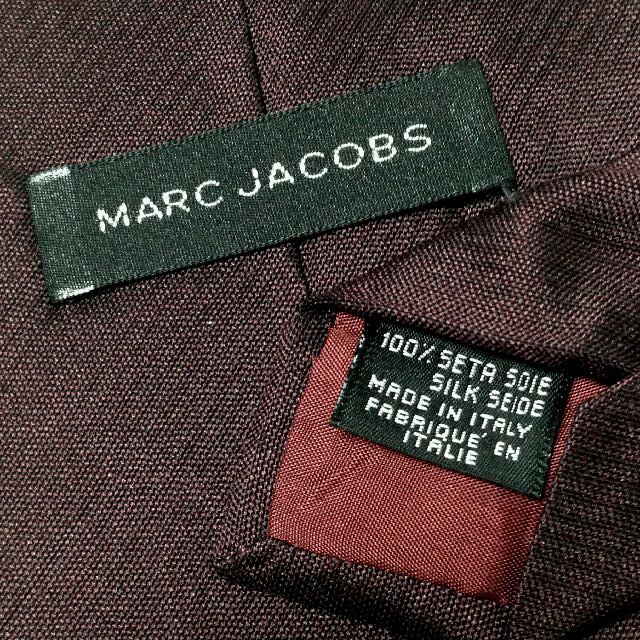 MARC JACOBS
100% SETA SOIE
SILK SEIDE
MADE IN ITALY
FABRIQUÉ EN
ITALIE